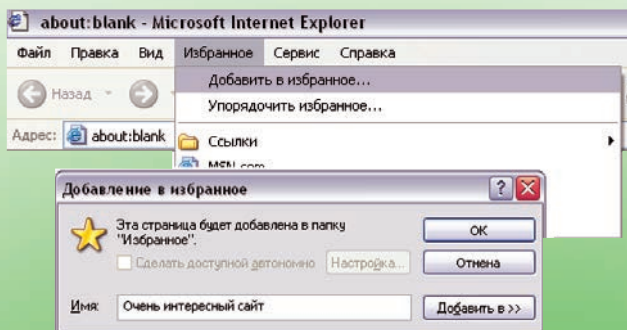 about:blank - Microsoft Internet Explorer
Файл Правка Вид Избранное Сервис Справка
Назад
Добавить в избранное...
Упорядочить избранное...
Адрес: about:blank
Ссылки
MSN.com
Добавление в избранное
Эта страница будет добавлена в папку
"Избранное".
OK
Сделать доступной автономно Настройка...
Отмена
Имя: Очень интересный сайт
Добавить в >>